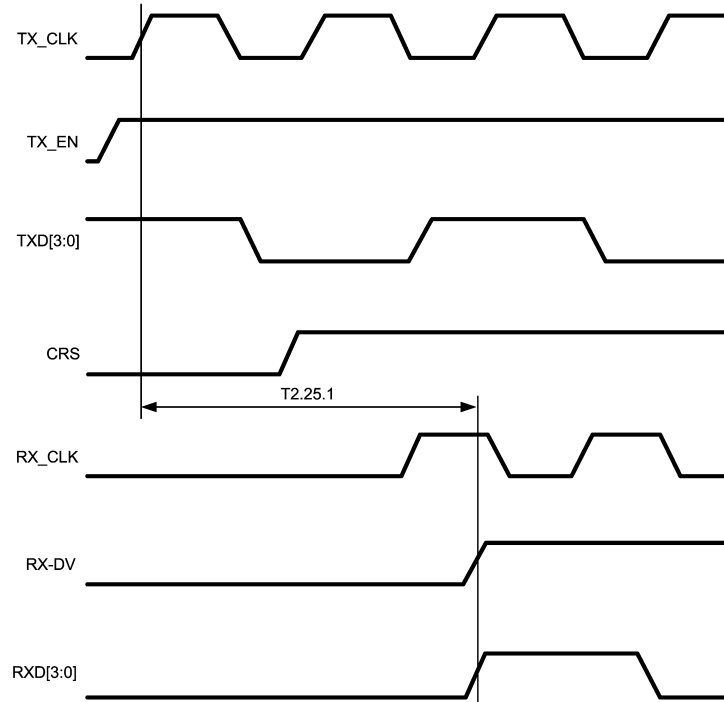 TX_CLK
TX_EN
TXD[3:0]
CRS
T2.25.1
RX_CLK
RX-DV
RXD[3:0]